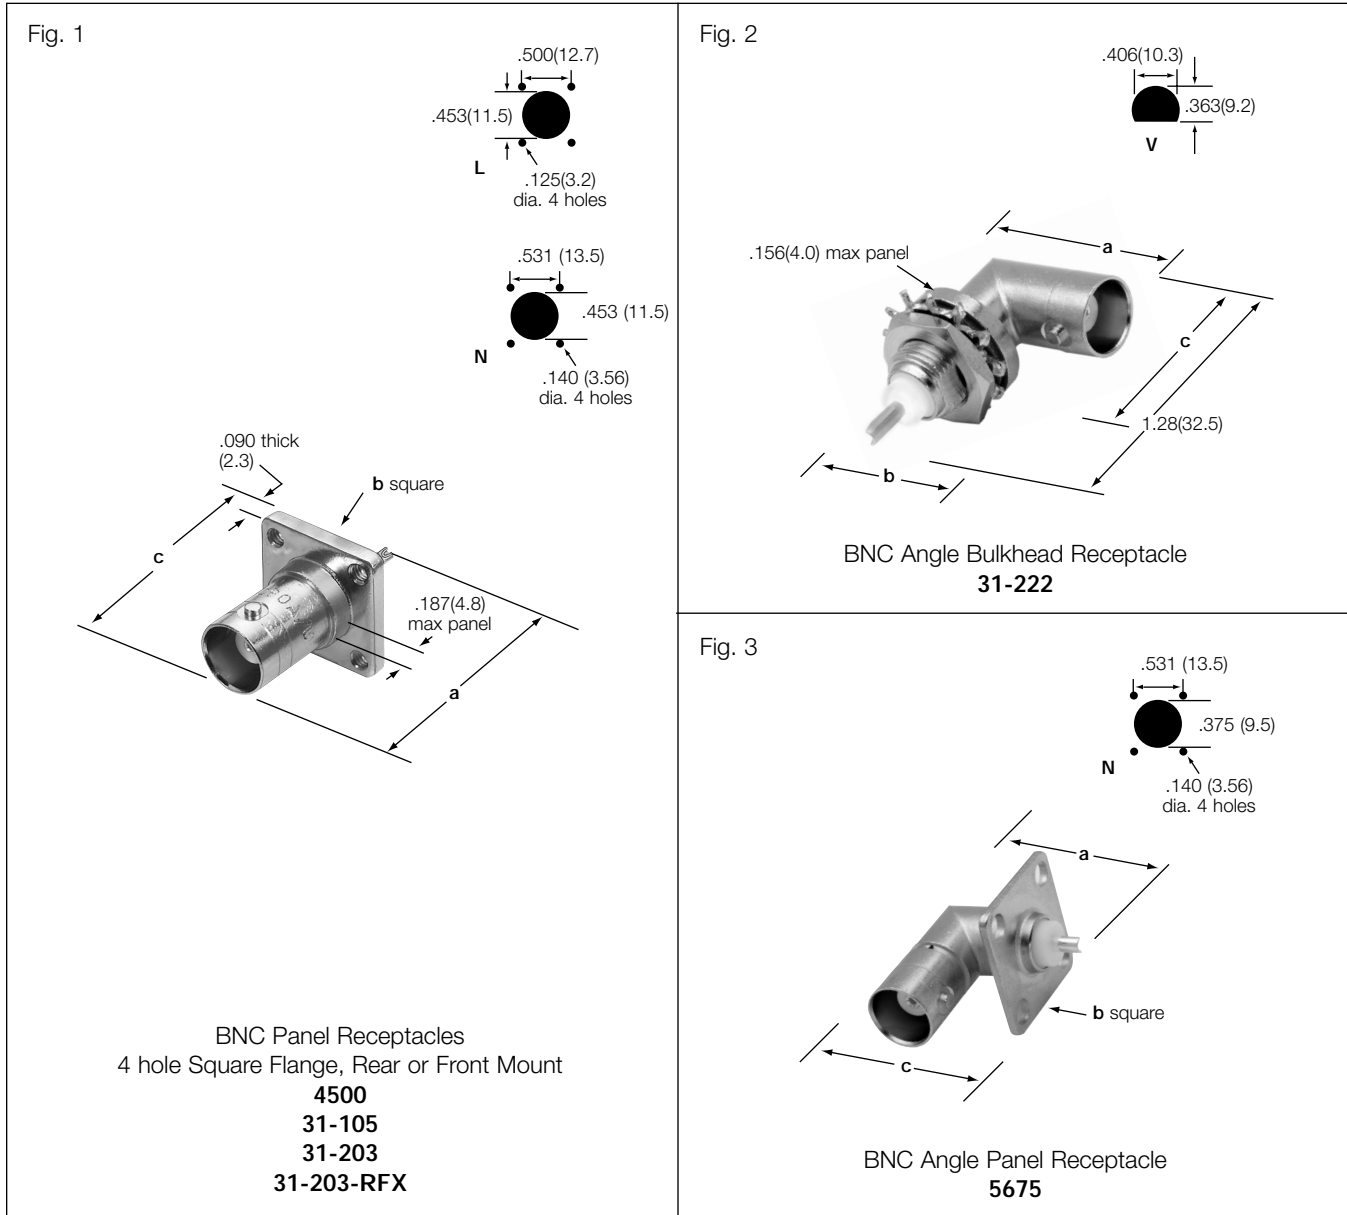 Fig. 1
.500(12.7)
.453(11.5)
L
.125(3.2)
dia. 4 holes
.531 (13.5)
.453 (11.5)
N
.140 (3.56)
dia. 4 holes
.090 thick
(2.3)
b square
c
.187(4.8)
max panel
a
BNC Panel Receptacles
4 hole Square Flange, Rear or Front Mount
4500
31-105
31-203
31-203-RFX
Fig. 2
.406(10.3)
.363(9.2)
V
.156(4.0) max panel
a
c
1.28(32.5)
b
BNC Angle Bulkhead Receptacle
31-222
Fig. 3
.531 (13.5)
.375 (9.5)
N
.140 (3.56)
dia. 4 holes
a
b square
c
BNC Angle Panel Receptacle
5675